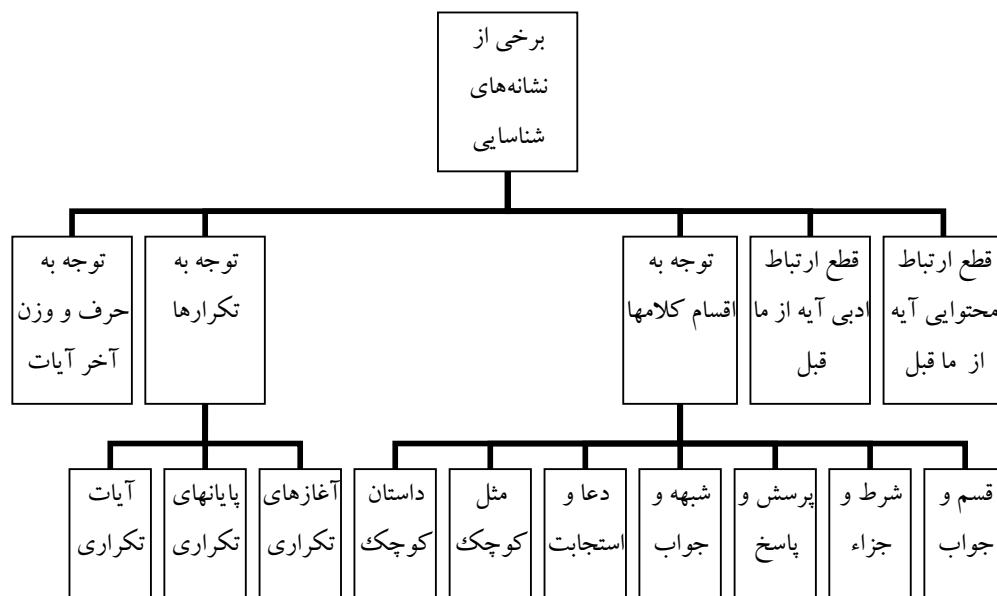 برخی از
نشانه‌های
شناسایی
قطع ارتباط
محتوایی آیه
از ما قبل
قطع ارتباط
ادبی آیه از ما
قبل
توجه به
اقسام کلامها
توجه به
تکرارها
توجه به
حرف و وزن
آخر آیات
قسم و
جواب
شرط و
جزاء
پرسش و
پاسخ
شبهه و
جواب
دعا و
استجابت
مثل
کوچک
داستان
کوچک
آغازهای
تکراری
پایانهای
تکراری
آیات
تکراری